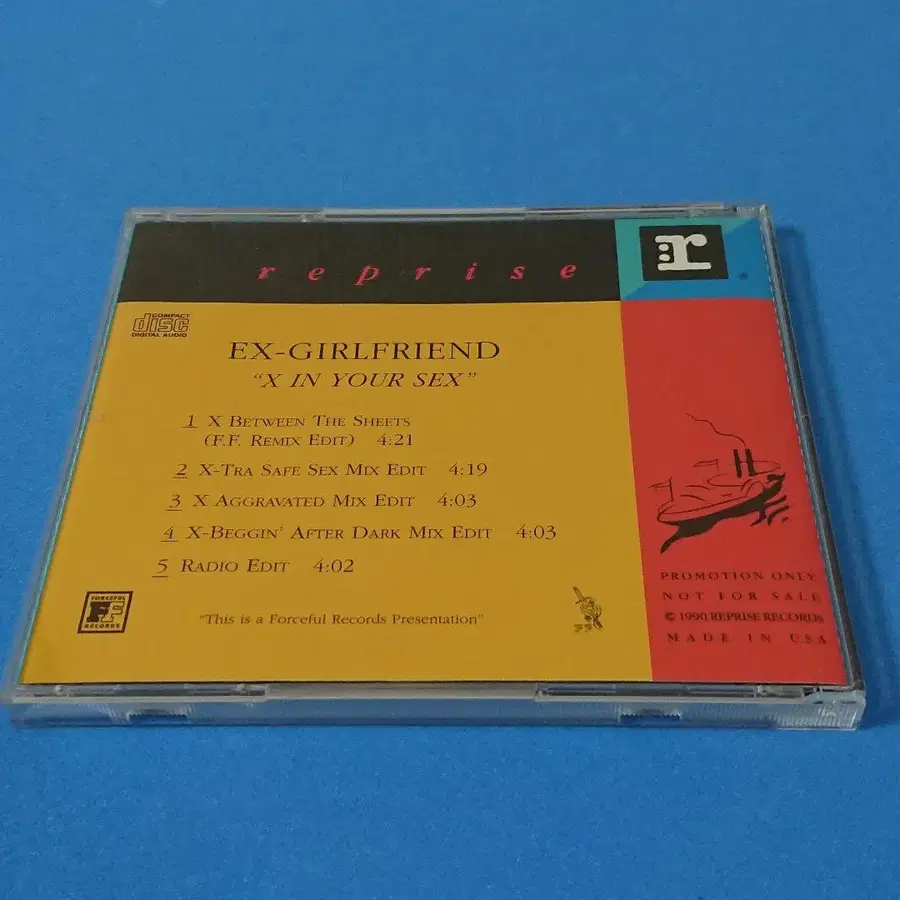 reprise
r
COMPACT
disc
DIGITAL AUDIO
EX-GIRLFRIEND
"X IN YOUR SEX"
1 X BETWEEN THE SHEETS
(F.F. REMIX EDIT) 4:21
2 X-TRA SAFE SEX MIX EDIT 4:19
3 X AGGRAVATED MIX EDIT 4:03
4 X-BEGGIN' AFTER DARK MIX EDIT 4:03
5 RADIO EDIT 4:02
FORCEFUL
FF
RECORDS
"This is a Forceful Records Presentation"
PROMOTION ONLY
NOT FOR SALE
© 1990 REPRISE RECORDS
MADE IN USA